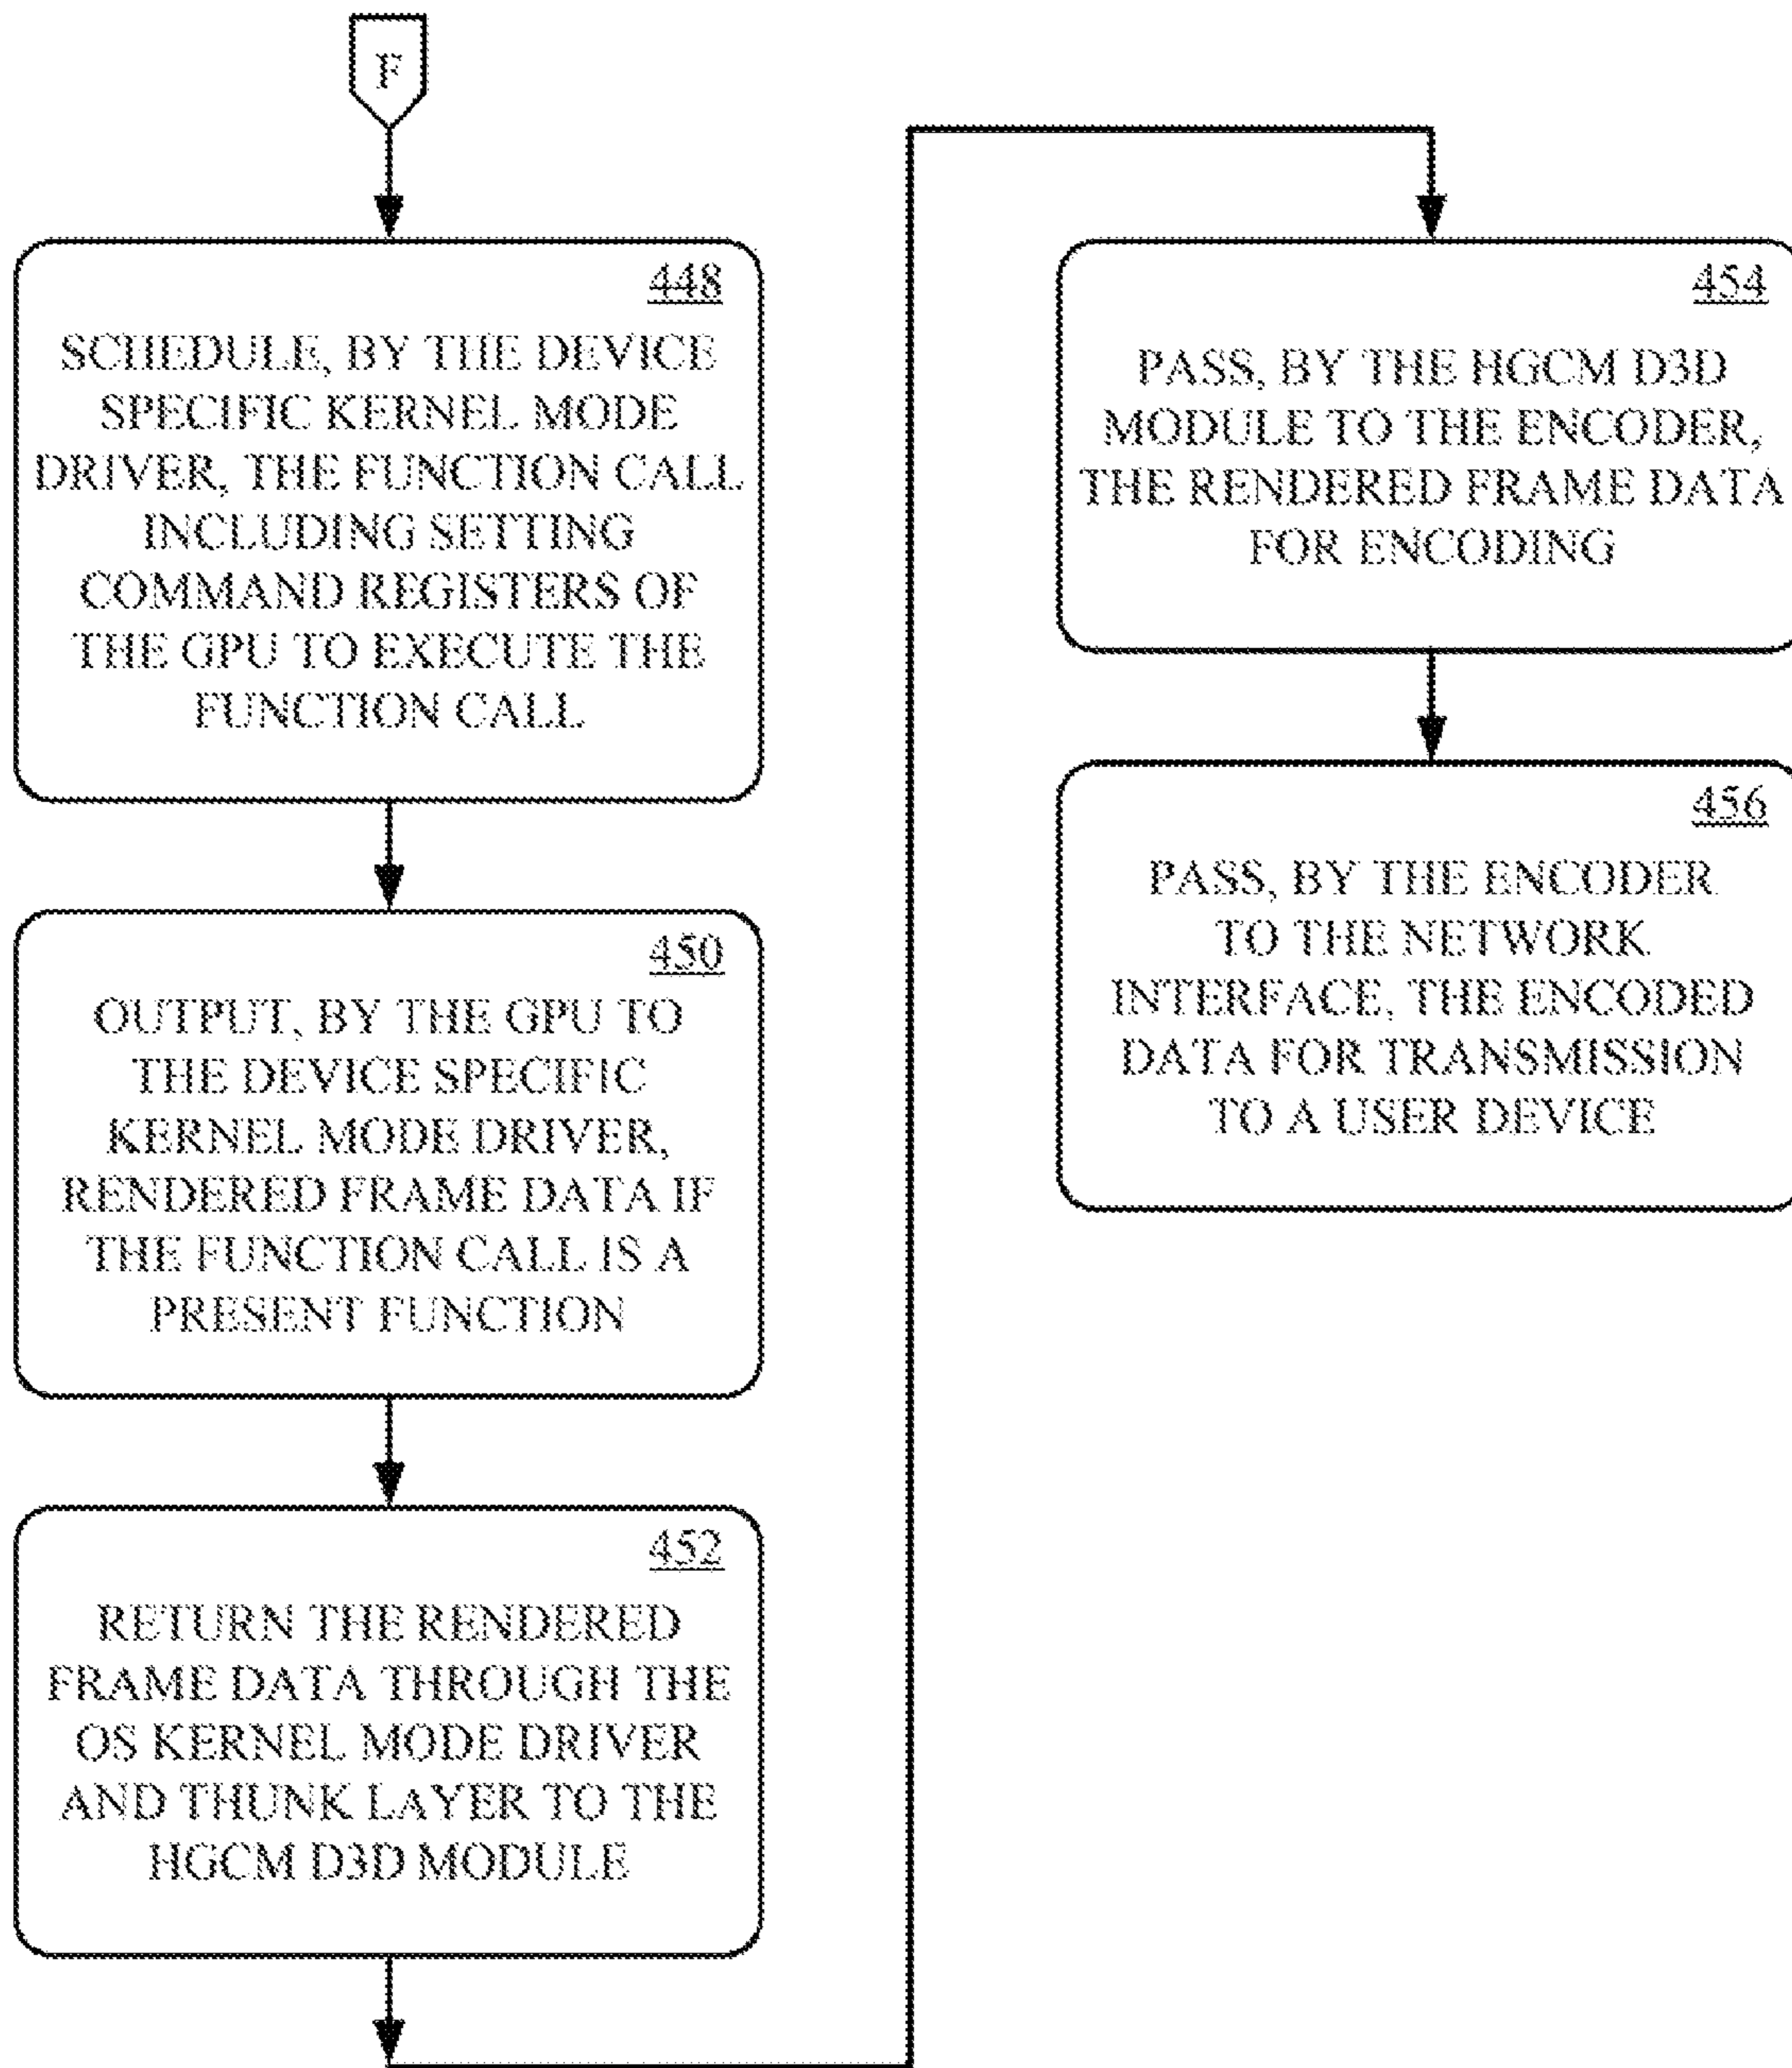 F
448
SCHEDULE, BY THE DEVICE
SPECIFIC KERNEL MODE
DRIVER, THE FUNCTION CALL
INCLUDING SETTING
COMMAND REGISTERS OF
THE GPU TO EXECUTE THE
FUNCTION CALL
450
OUTPUT, BY THE GPU TO
THE DEVICE SPECIFIC
KERNEL MODE DRIVER,
RENDERED FRAME DATA IF
THE FUNCTION CALL IS A
PRESENT FUNCTION
452
RETURN THE RENDERED
FRAME DATA THROUGH THE
OS KERNEL MODE DRIVER
AND THUNK LAYER TO THE
HGCM D3D MODULE
454
PASS, BY THE HGCM D3D
MODULE TO THE ENCODER,
THE RENDERED FRAME DATA
FOR ENCODING
456
PASS, BY THE ENCODER
TO THE NETWORK
INTERFACE, THE ENCODED
DATA FOR TRANSMISSION
TO A USER DEVICE